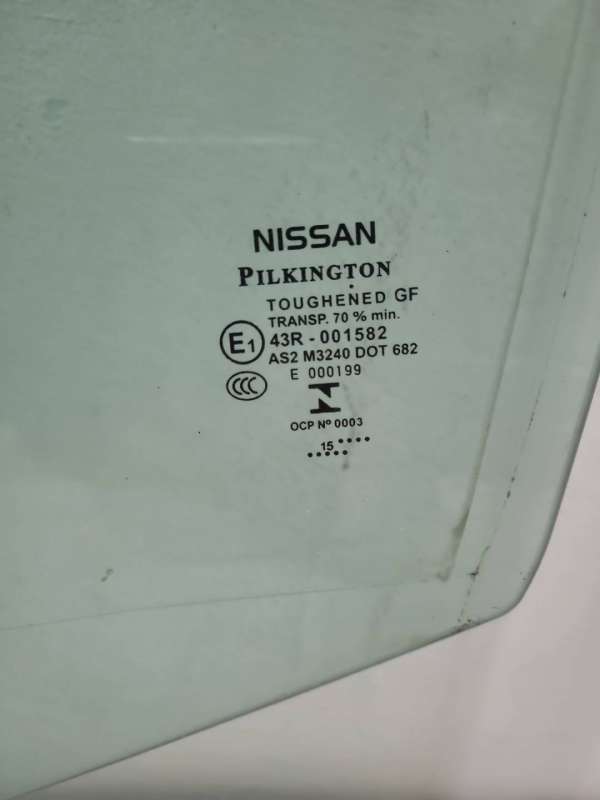 NISSAN
PILKINGTON
TOUGHENED GF
TRANSP. 70 % min.
E1 43R - 001582
AS2 M3240 DOT 682
CCC E 000199
OCP Nº 0003
15